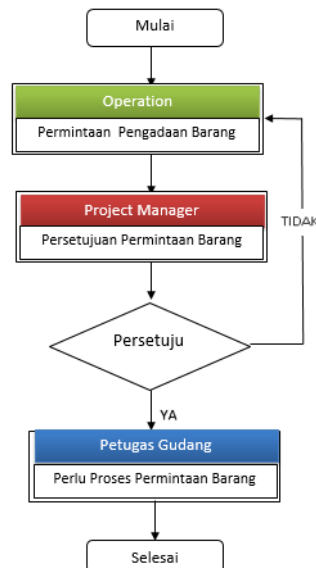 Mulai
Operation
Permintaan Pengadaan Barang
Project Manager
Persetujuan Permintaan Barang
TIDAK
Persetuju
YA
Petugas Gudang
Perlu Proses Permintaan Barang
Selesai